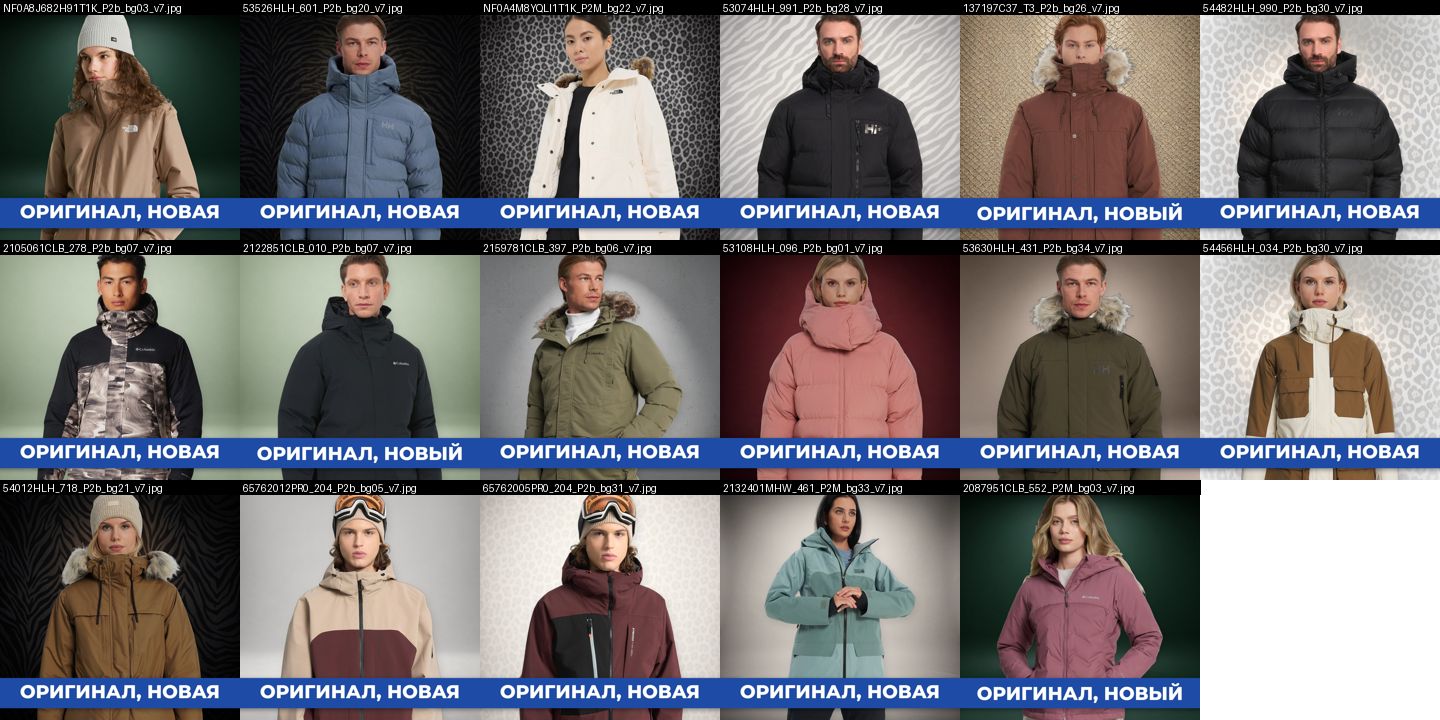 NF0A8J682H91T1K_P2b_bg03_v7.jpg
53526HLH_601_P2b_bg20_v7.jpg
NF0A4M8YQLI1T1K_P2M_bg22_v7.jpg
53074HLH_991_P2b_bg28_v7.jpg
137197C37_T3_P2b_bg26_v7.jpg
54482HLH_990_P2b_bg30_v7.jpg
ОРИГИНАЛ, НОВАЯ
ОРИГИНАЛ, НОВАЯ
ОРИГИНАЛ, НОВАЯ
ОРИГИНАЛ, НОВАЯ
ОРИГИНАЛ, НОВЫЙ
ОРИГИНАЛ, НОВАЯ
2105061CLB_278_P2b_bg07_v7.jpg
2122851CLB_010_P2b_bg07_v7.jpg
2159781CLB_397_P2b_bg06_v7.jpg
53108HLH_096_P2b_bg01_v7.jpg
53630HLH_431_P2b_bg34_v7.jpg
54456HLH_034_P2b_bg30_v7.jpg
ОРИГИНАЛ, НОВАЯ
ОРИГИНАЛ, НОВЫЙ
ОРИГИНАЛ, НОВАЯ
ОРИГИНАЛ, НОВАЯ
ОРИГИНАЛ, НОВАЯ
ОРИГИНАЛ, НОВАЯ
54012HLH_718_P2b_bg21_v7.jpg
65762012PR0_204_P2b_bg05_v7.jpg
65762005PR0_204_P2b_bg31_v7.jpg
2132401MHW_461_P2M_bg33_v7.jpg
2087951CLB_552_P2M_bg03_v7.jpg
ОРИГИНАЛ, НОВАЯ
ОРИГИНАЛ, НОВАЯ
ОРИГИНАЛ, НОВАЯ
ОРИГИНАЛ, НОВАЯ
ОРИГИНАЛ, НОВЫЙ